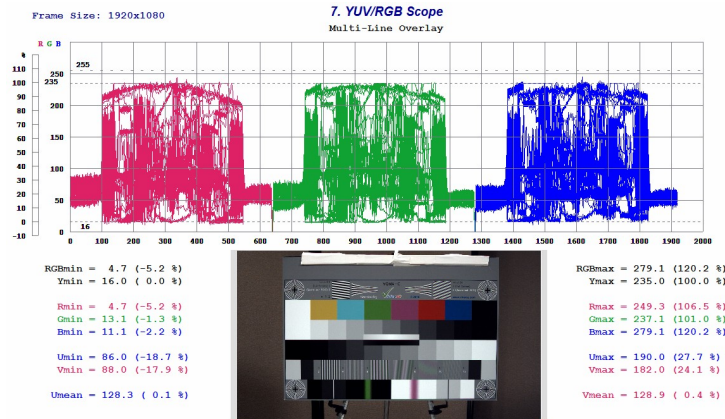 7. YUV/RGB Scope
Frame Size: 1920x1080
Multi-Line Overlay
% R G B
255
110
250
100
235
90
80
200
70
60
150
50
40
100
30
20
50
10
0
16
-10
0
0 100 200 300 400 500 600 700 800 900 1000 1100 1200 1300 1400 1500 1600 1700 1800 1900 2000
RGBmin = 4.7 (-5.2 %)
Ymin = 16.0 ( 0.0 %)
Rmin = 4.7 (-5.2 %)
Gmin = 13.1 (-1.3 %)
Bmin = 11.1 (-2.2 %)
Umin = 86.0 (-18.7 %)
Vmin = 88.0 (-17.9 %)
Umean = 128.3 ( 0.1 %)
RGBmax = 279.1 (120.2 %)
Ymax = 235.0 (100.0 %)
Rmax = 249.3 (106.5 %)
Gmax = 237.1 (101.0 %)
Bmax = 279.1 (120.2 %)
Umax = 190.0 (27.7 %)
Vmax = 182.0 (24.1 %)
Vmean = 128.9 ( 0.4 %)